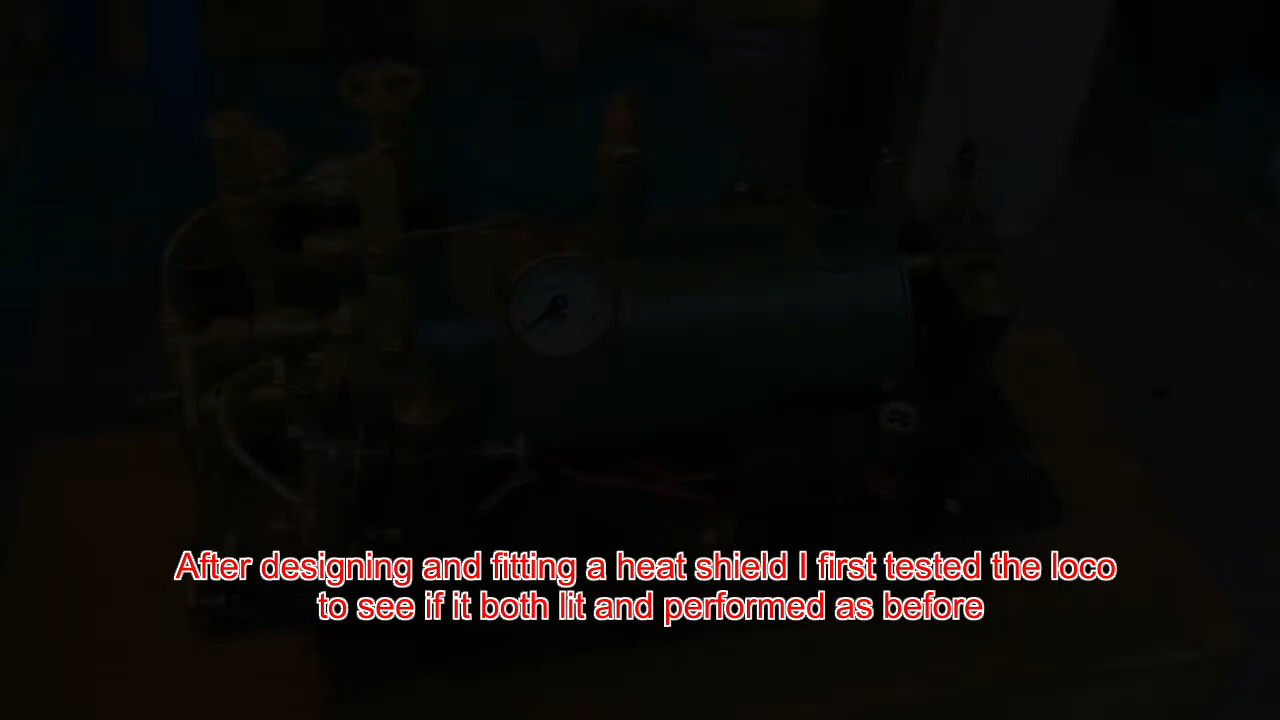 After designing and fitting a heat shield I first tested the loco
to see if it both lit and performed as before